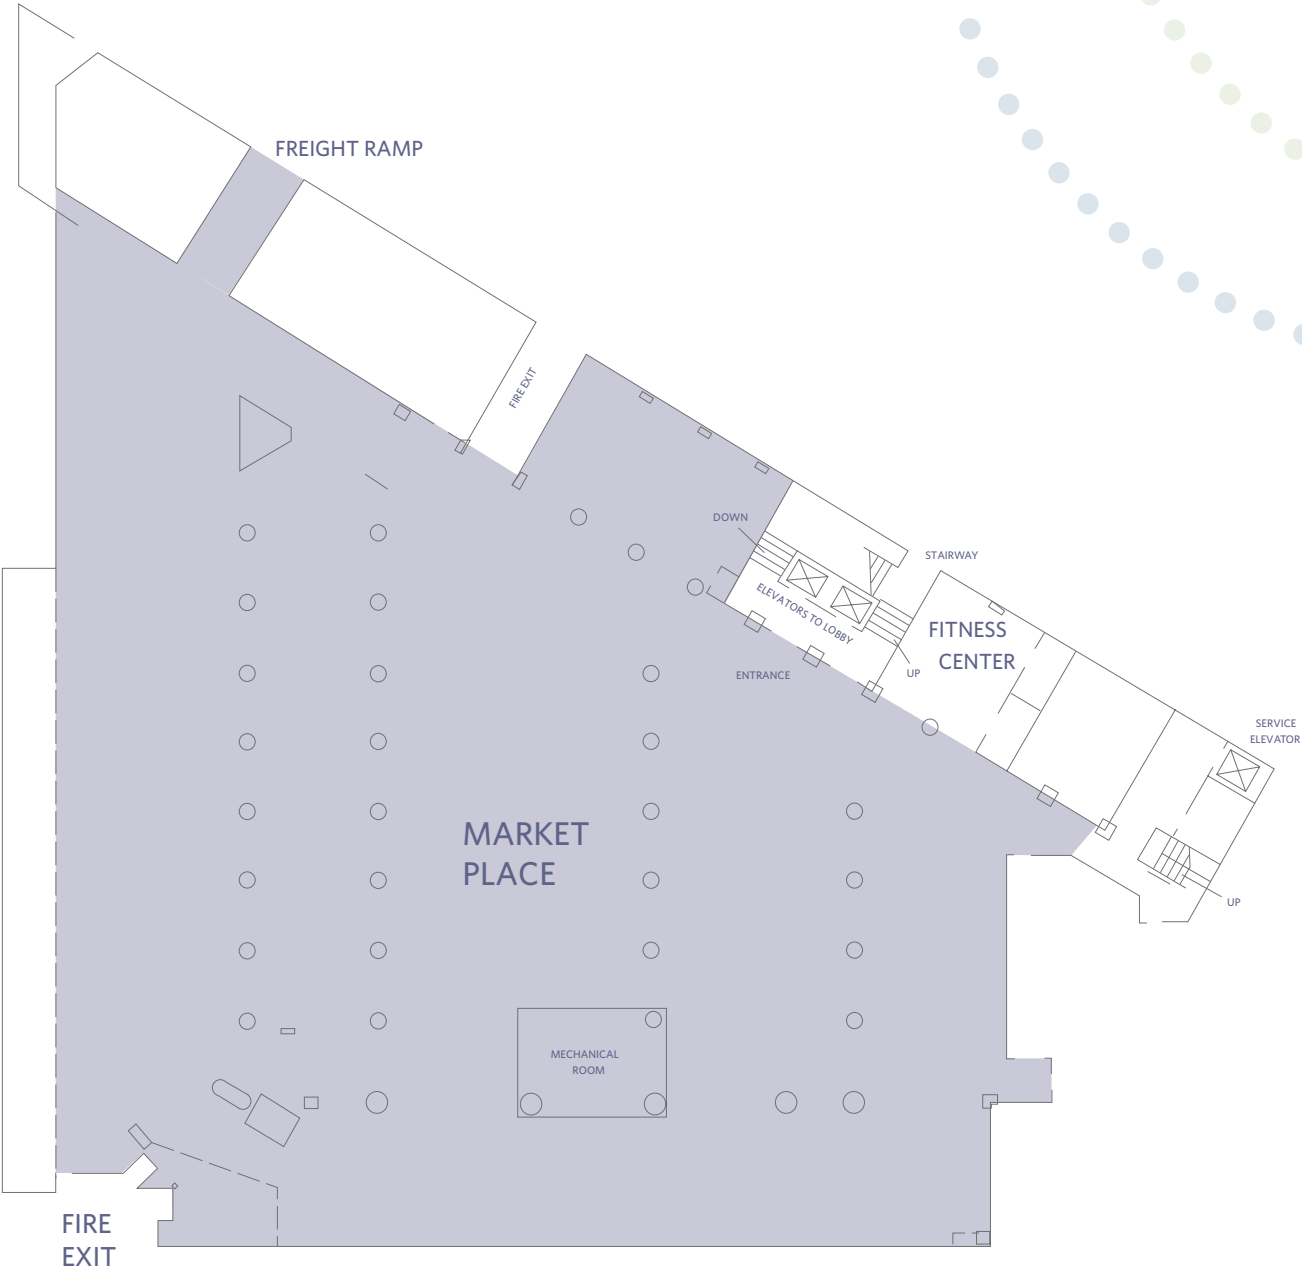 FREIGHT RAMP
FIRE EXIT
DOWN
STAIRWAY
ELEVATORS TO LOBBY
FITNESS
CENTER
ENTRANCE
UP
SERVICE
ELEVATOR
MARKET
PLACE
UP
MECHANICAL
ROOM
FIRE
EXIT